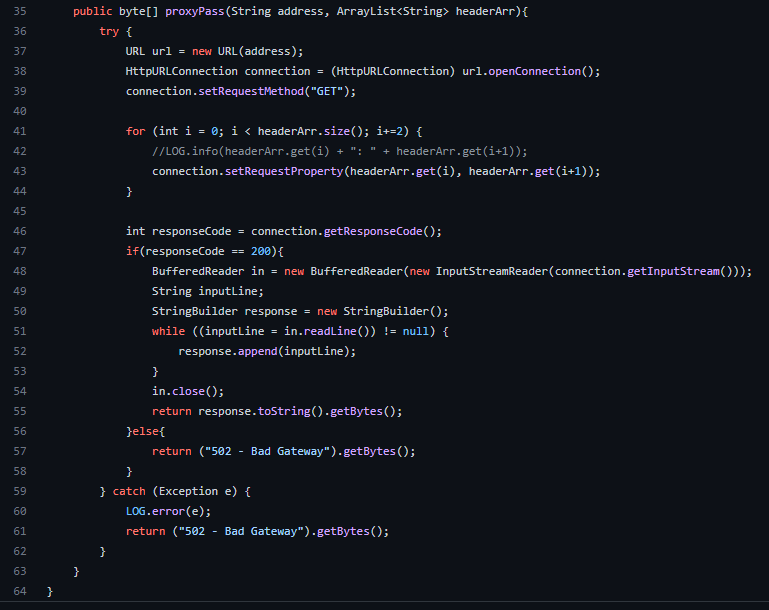 35 public byte[] proxyPass(String address, ArrayList<String> headerArr){
36 try {
37 URL url = new URL(address);
38 HttpURLConnection connection = (HttpURLConnection) url.openConnection();
39 connection.setRequestMethod("GET");
40
41 for (int i = 0; i < headerArr.size(); i+=2) {
42 //LOG.info(headerArr.get(i) + ": " + headerArr.get(i+1));
43 connection.setRequestProperty(headerArr.get(i), headerArr.get(i+1));
44 }
45
46 int responseCode = connection.getResponseCode();
47 if(responseCode == 200){
48 BufferedReader in = new BufferedReader(new InputStreamReader(connection.getInputStream()));
49 String inputLine;
50 StringBuilder response = new StringBuilder();
51 while ((inputLine = in.readLine()) != null) {
52 response.append(inputLine);
53 }
54 in.close();
55 return response.toString().getBytes();
56 }else{
57 return ("502 - Bad Gateway").getBytes();
58 }
59 } catch (Exception e) {
60 LOG.error(e);
61 return ("502 - Bad Gateway").getBytes();
62 }
63 }
64 }